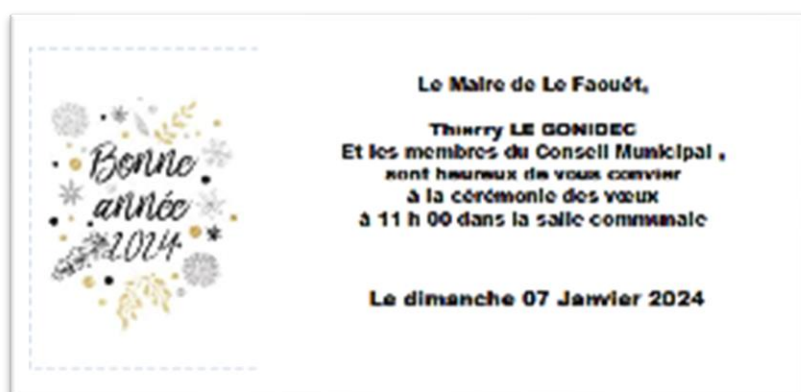 Bonne
année
2024
Le Maire de Le Faouët,
Thierry LE GONIDEC
Et les membres du Conseil Municipal ,
sont heureux de vous convier
à la cérémonie des vœux
à 11 h 00 dans la salle communale
Le dimanche 07 Janvier 2024